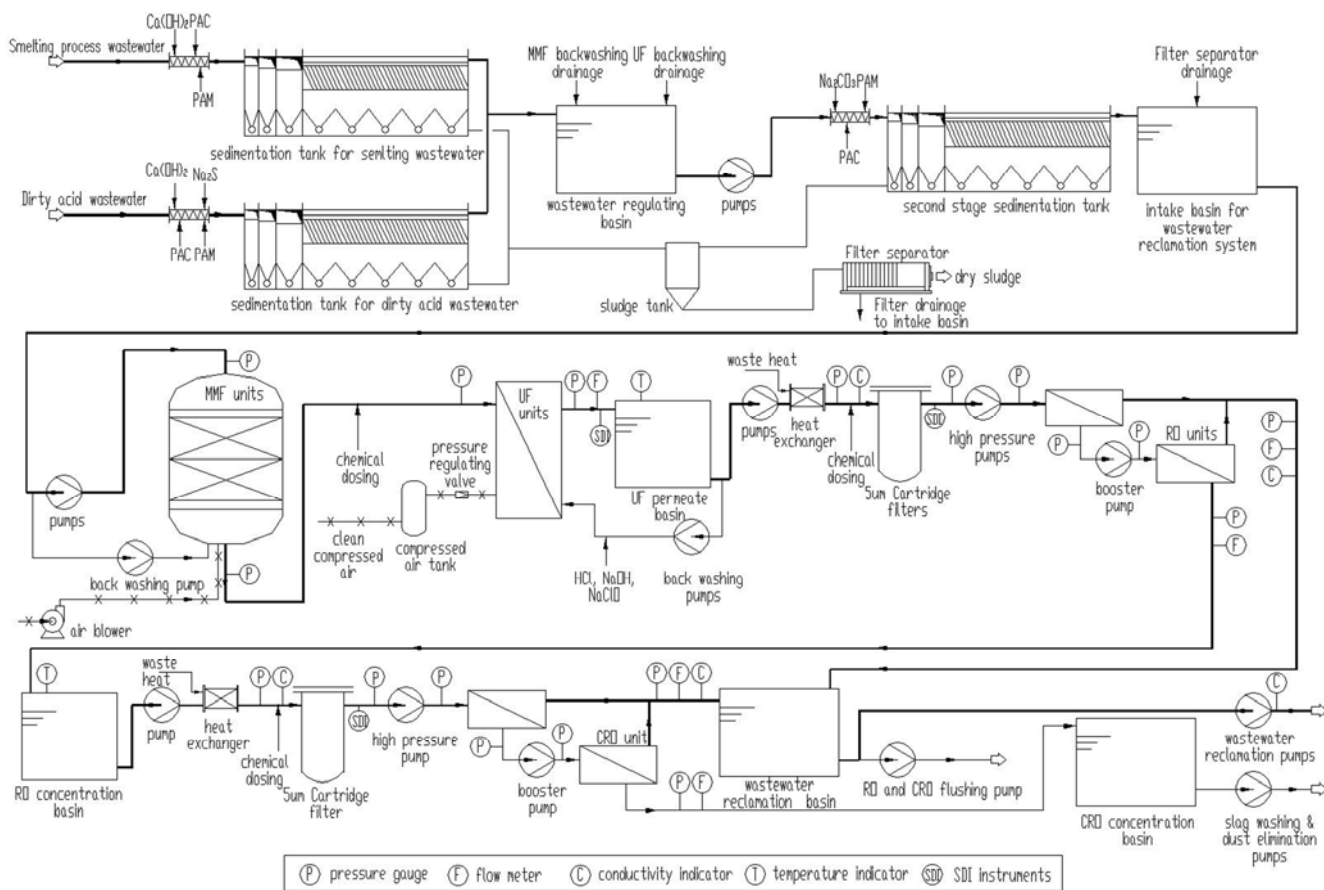 Ca(OH)₂PAC
Smelting process wastewater
PAM
sedimentation tank for semlting wastewater
Ca(OH)₂ Na₂S
Dirty acid wastewater
PAC PAM
sedimentation tank for dirty acid wastewater
MMF backwashing UF backwashing
drainage drainage
wastewater regulating
basin
pumps
Na₂CO₃PAM
PAC
second stage sedimentation tank
Filter separator
drainage
intake basin for
wastewater
reclamation system
sludge tank
Filter separator
dry sludge
Filter drainage
to intake basin
P
MMF units
pumps
back washing pump
P
air blower
chemical
dosing
P
UF
units
pressure
regulating
valve
clean
compressed
air
compressed
air tank
P F
SDI
T
UF permeate
basin
HCl, NaOH,
NaClO
back washing
pumps
waste heat
pumps
heat
exchanger
P C
chemical
dosing
5um Cartridge
filters
P
SDI
P
high pressure
pumps
P
P
RO units
booster
pump
P
F
C
P
F
T
RO concentration
basin
waste
heat
pump
heat
exchanger
P C
chemical
dosing
5um Cartridge
filter
P
SDI
P
high pressure
pump
P
P
CRO unit
booster
pump
P F C
P F
wastewater
reclamation basin
RO and CRO flushing pump
C
wastewater
reclamation pumps
CRO concentration
basin
slag washing &
dust elimination
pumps
P pressure gauge F flow meter C conductivity indicator T temperature indicator SDI SDI instruments